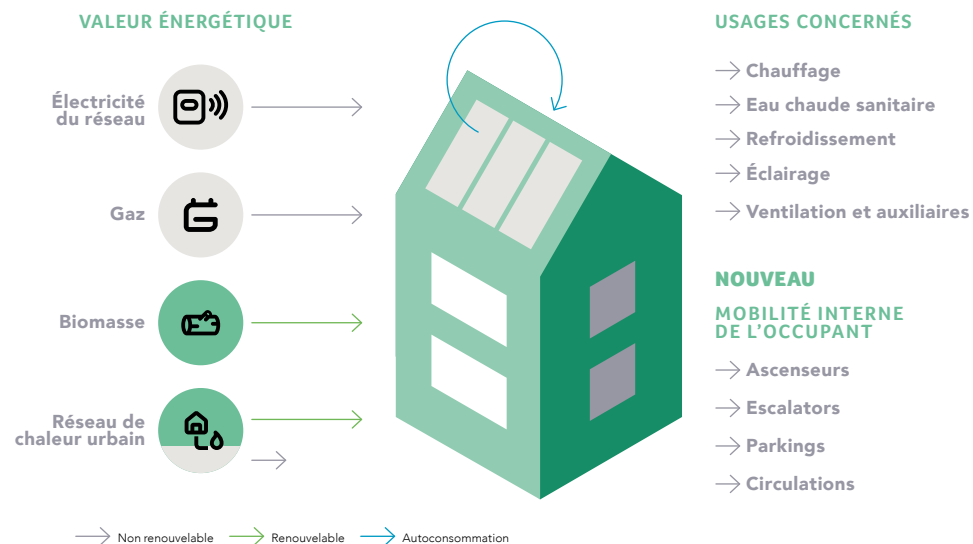 VALEUR ÉNERGÉTIQUE
Électricité
du réseau
Gaz
Biomasse
Réseau de
chaleur urbain
USAGES CONCERNÉS
Chauffage
Eau chaude sanitaire
Refroidissement
Éclairage
Ventilation et auxiliaires
NOUVEAU
MOBILITÉ INTERNE
DE L'OCCUPANT
Ascenseurs
Escalators
Parkings
Circulations
Non renouvelable
Renouvelable
Autoconsommation